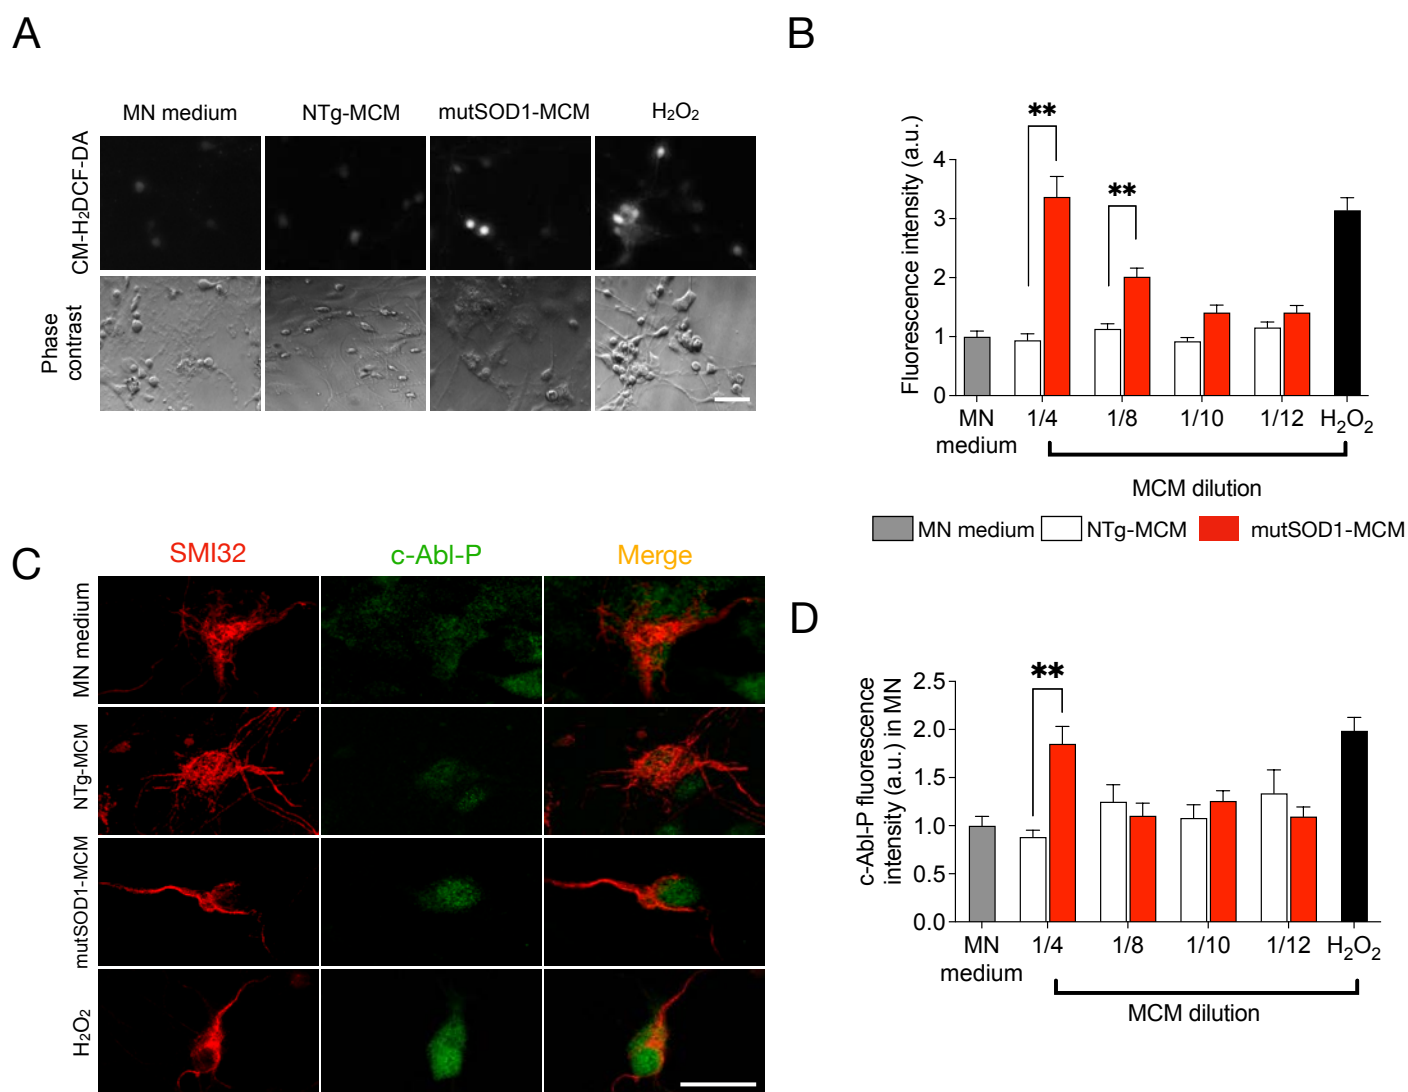 A
MN medium NTg-MCM mutSOD1-MCM H₂O₂
CM-H₂DCF-DA
Phase
contrast
B
Fluorescence intensity (a.u.)
4
3
2
1
0
** **
MN
medium
1/4 1/8 1/10 1/12 H₂O₂
MCM dilution
MN medium NTg-MCM mutSOD1-MCM
C
SMI32 c-Abl-P Merge
MN medium
NTg-MCM
mutSOD1-MCM
H₂O₂
D
c-Abl-P fluorescence
intensity (a.u.) in MN
2.5
2.0
1.5
1.0
0.5
0.0
**
MN
medium
1/4 1/8 1/10 1/12 H₂O₂
MCM dilution